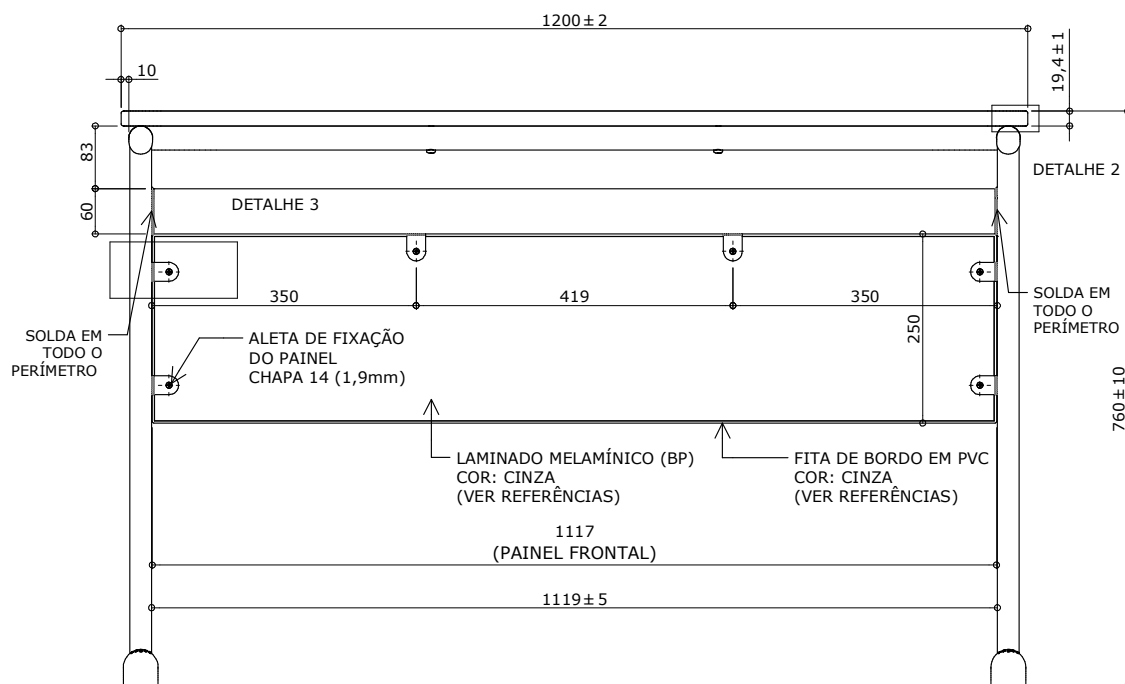 1200±2
10
19,4±1
83
DETALHE 2
60
DETALHE 3
350
419
350
250
SOLDA EM
TODO O
PERÍMETRO
ALETA DE FIXAÇÃO
DO PAINEL
CHAPA 14 (1,9mm)
SOLDA EM
TODO O
PERÍMETRO
760±10
LAMINADO MELAMÍNICO (BP)
COR: CINZA
(VER REFERÊNCIAS)
FITA DE BORDO EM PVC
COR: CINZA
(VER REFERÊNCIAS)
1117
(PAINEL FRONTAL)
1119±5